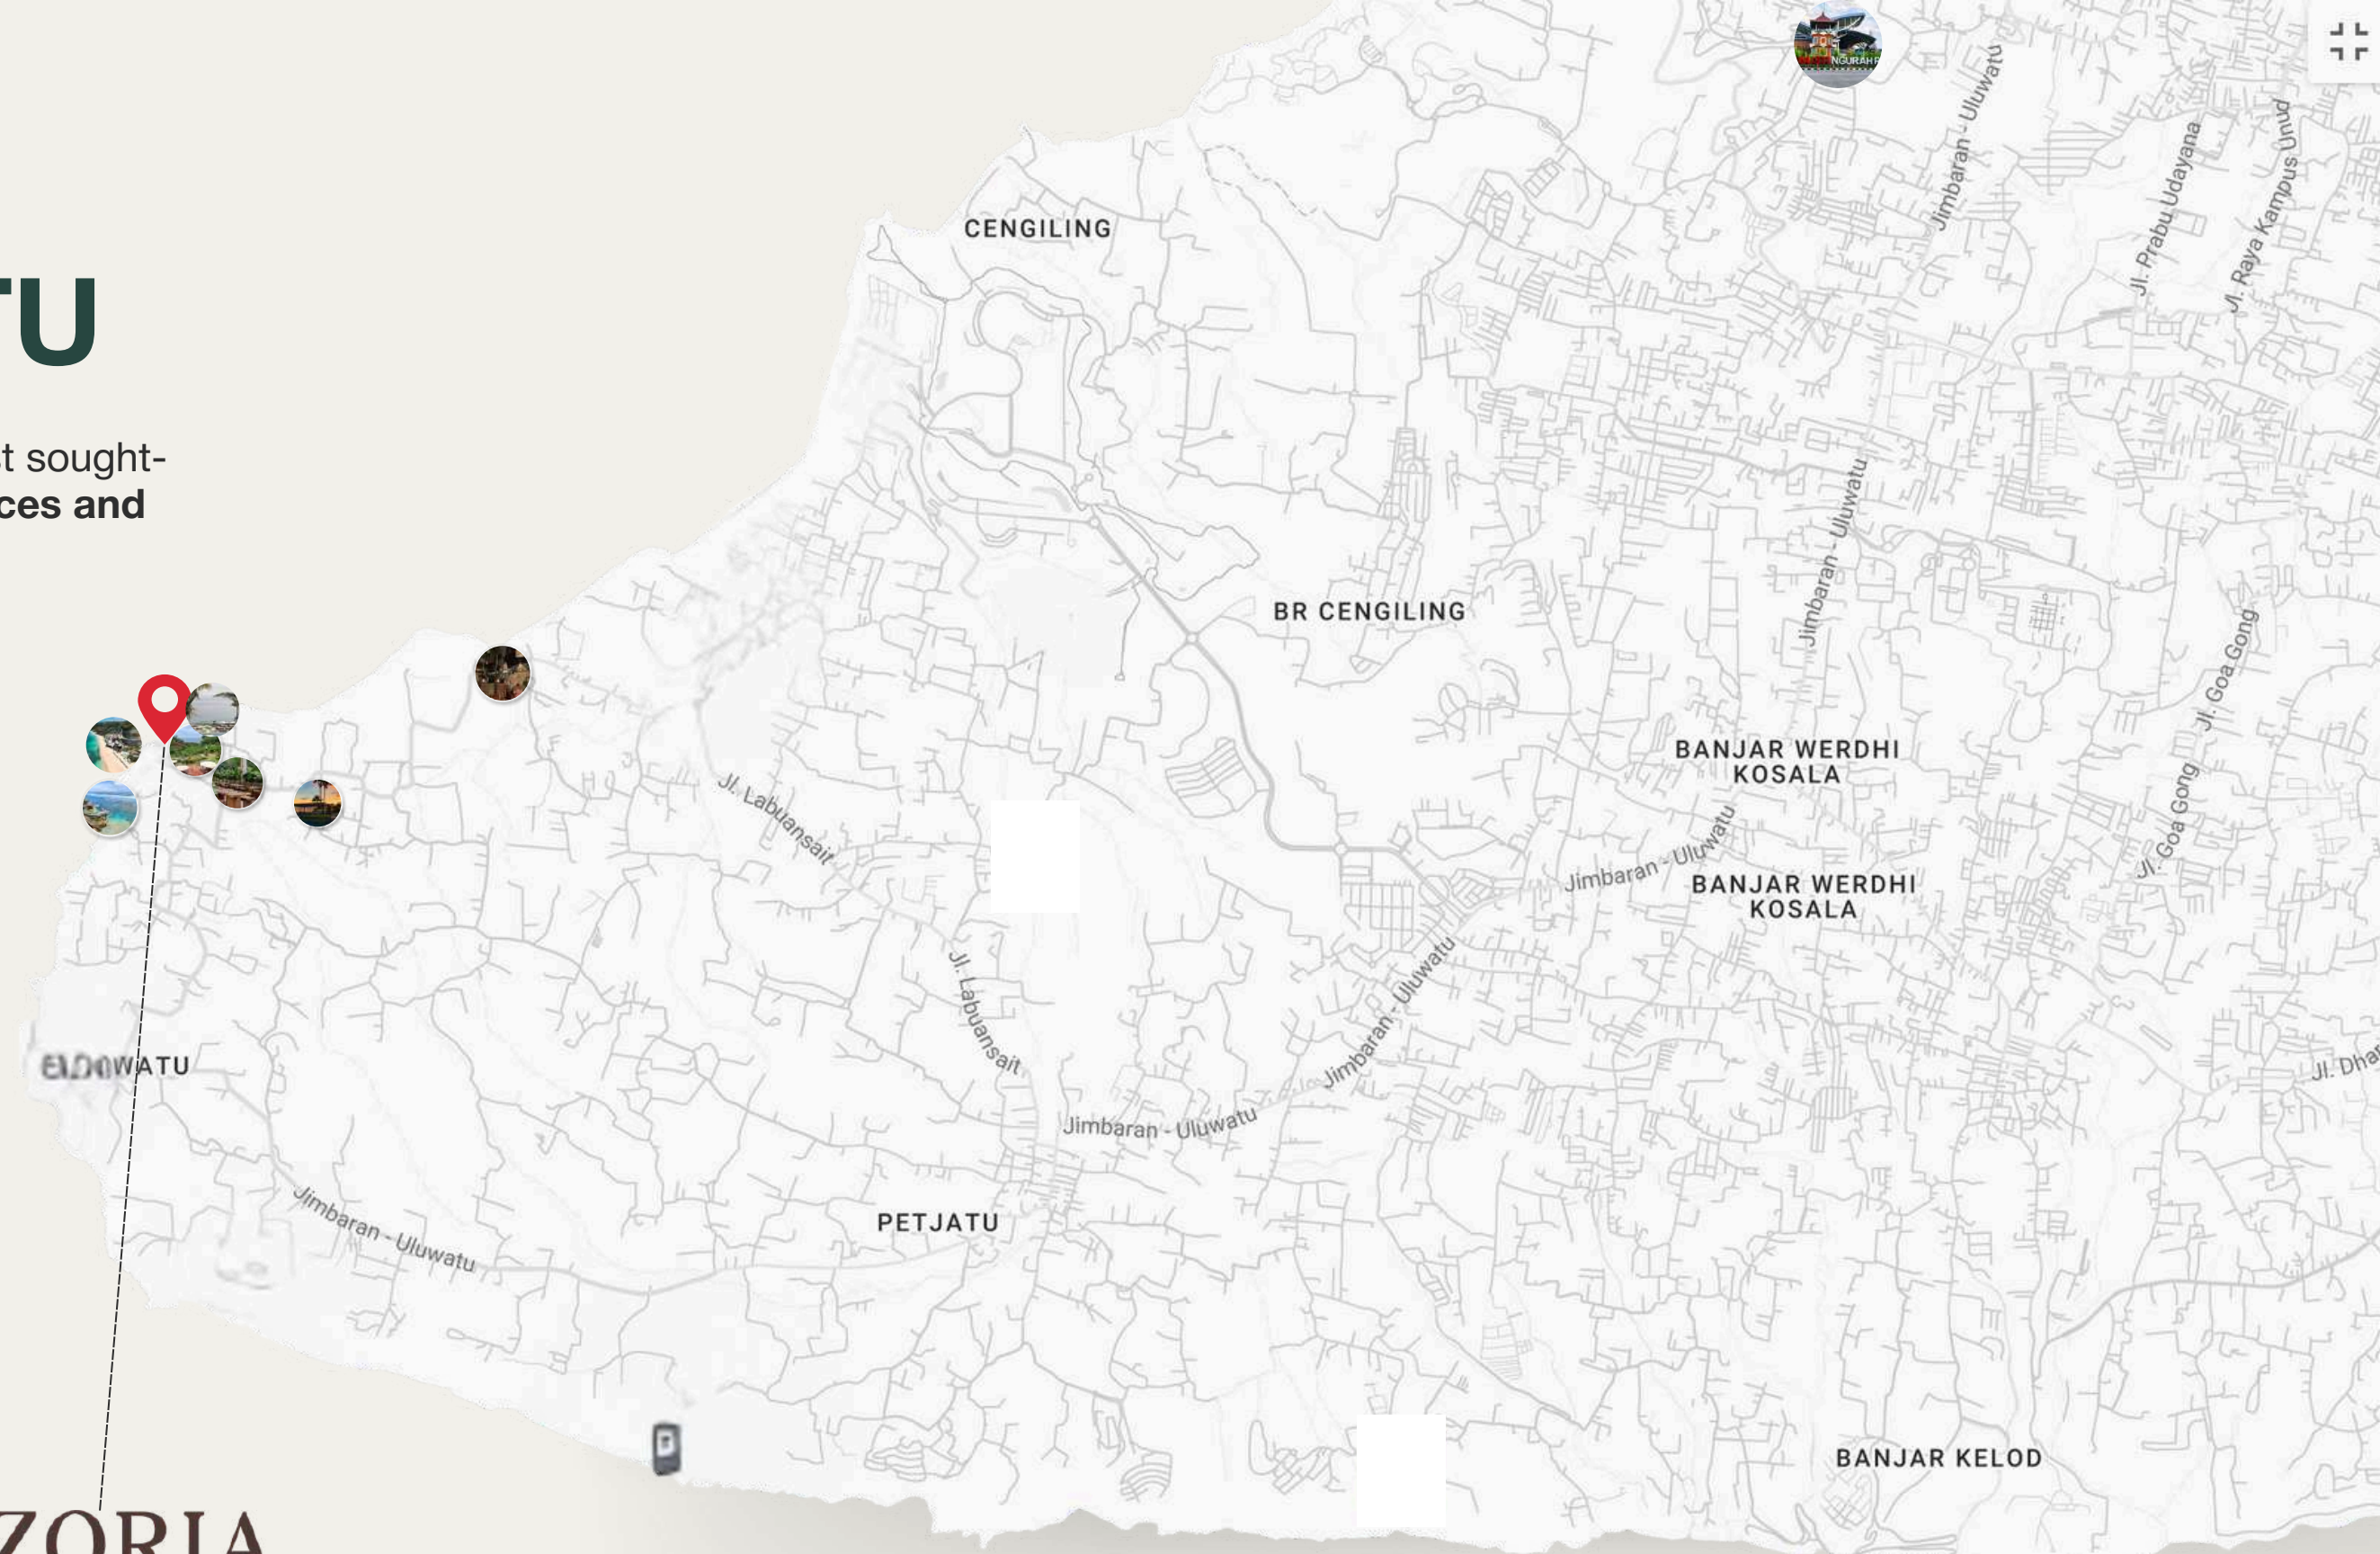 NGURAH R
Jimbaran - Uluwatu
Jl. Prabu Udayana
Jl. Raya Kampus Unud
CENGILING
TU
t sought-
ces and
Jimbaran - Uluwatu
BR CENGILING
Jl. Goa Gong
BANJAR WERDHI
KOSALA
Jl. Labuansait
Jimbaran - Uluwatu
Jl. Goa Gong
BANJAR WERDHI
KOSALA
Jl. Labuansait
Jimbaran - Uluwatu
WATU
Jl. Dhar
Jimbaran - Uluwatu
PETJATU
Jimbaran - Uluwatu
BANJAR KELOD
ZORIA